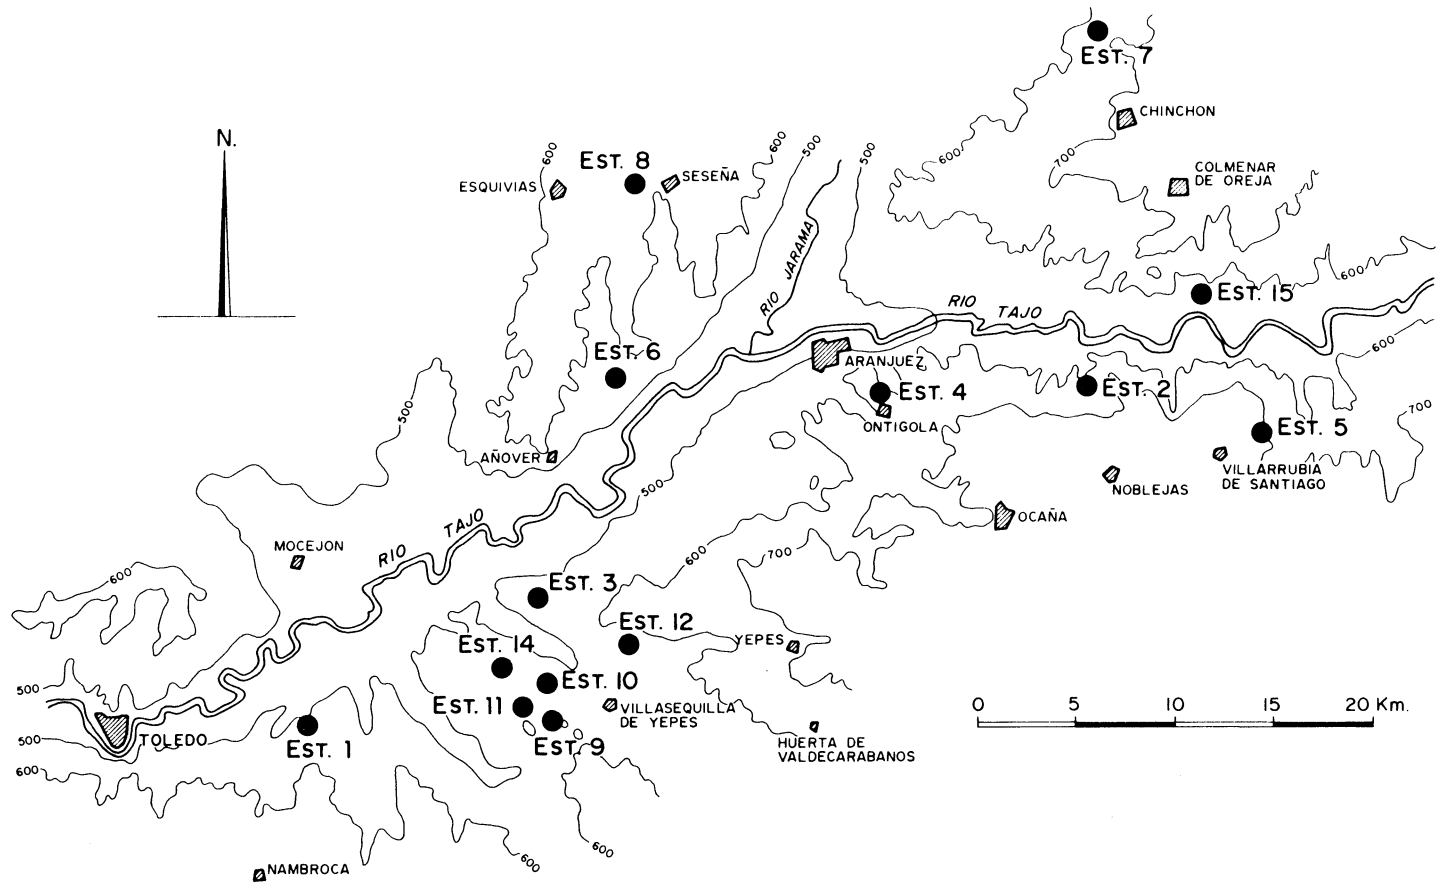 Est. 7
N.
CHINCHON
600
500
600
500
600
700
Est. 8
ESQUIVIAS
SESEÑA
COLMENAR
DE OREJA
RIO JARAMA
600
Est. 15
RIO TAJO
600
Est. 6
ARANJUEZ
Est. 4
Est. 2
500
ONTIGOLA
700
Est. 5
AÑOVER
VILLARRUBIA
DE SANTIAGO
NOBLEJAS
500
OCAÑA
RIO TAJO
MOCEJON
600
700
600
Est. 3
Est. 12
YEPES
Est. 14
Est. 10
500
Est. 11
VILLASEQUILLA
DE YEPES
0 5 10 15 20 Km.
TOLEDO
500
Est. 1
Est. 9
HUERTA DE
VALDECARABANOS
600
600
600
NAMBROCA